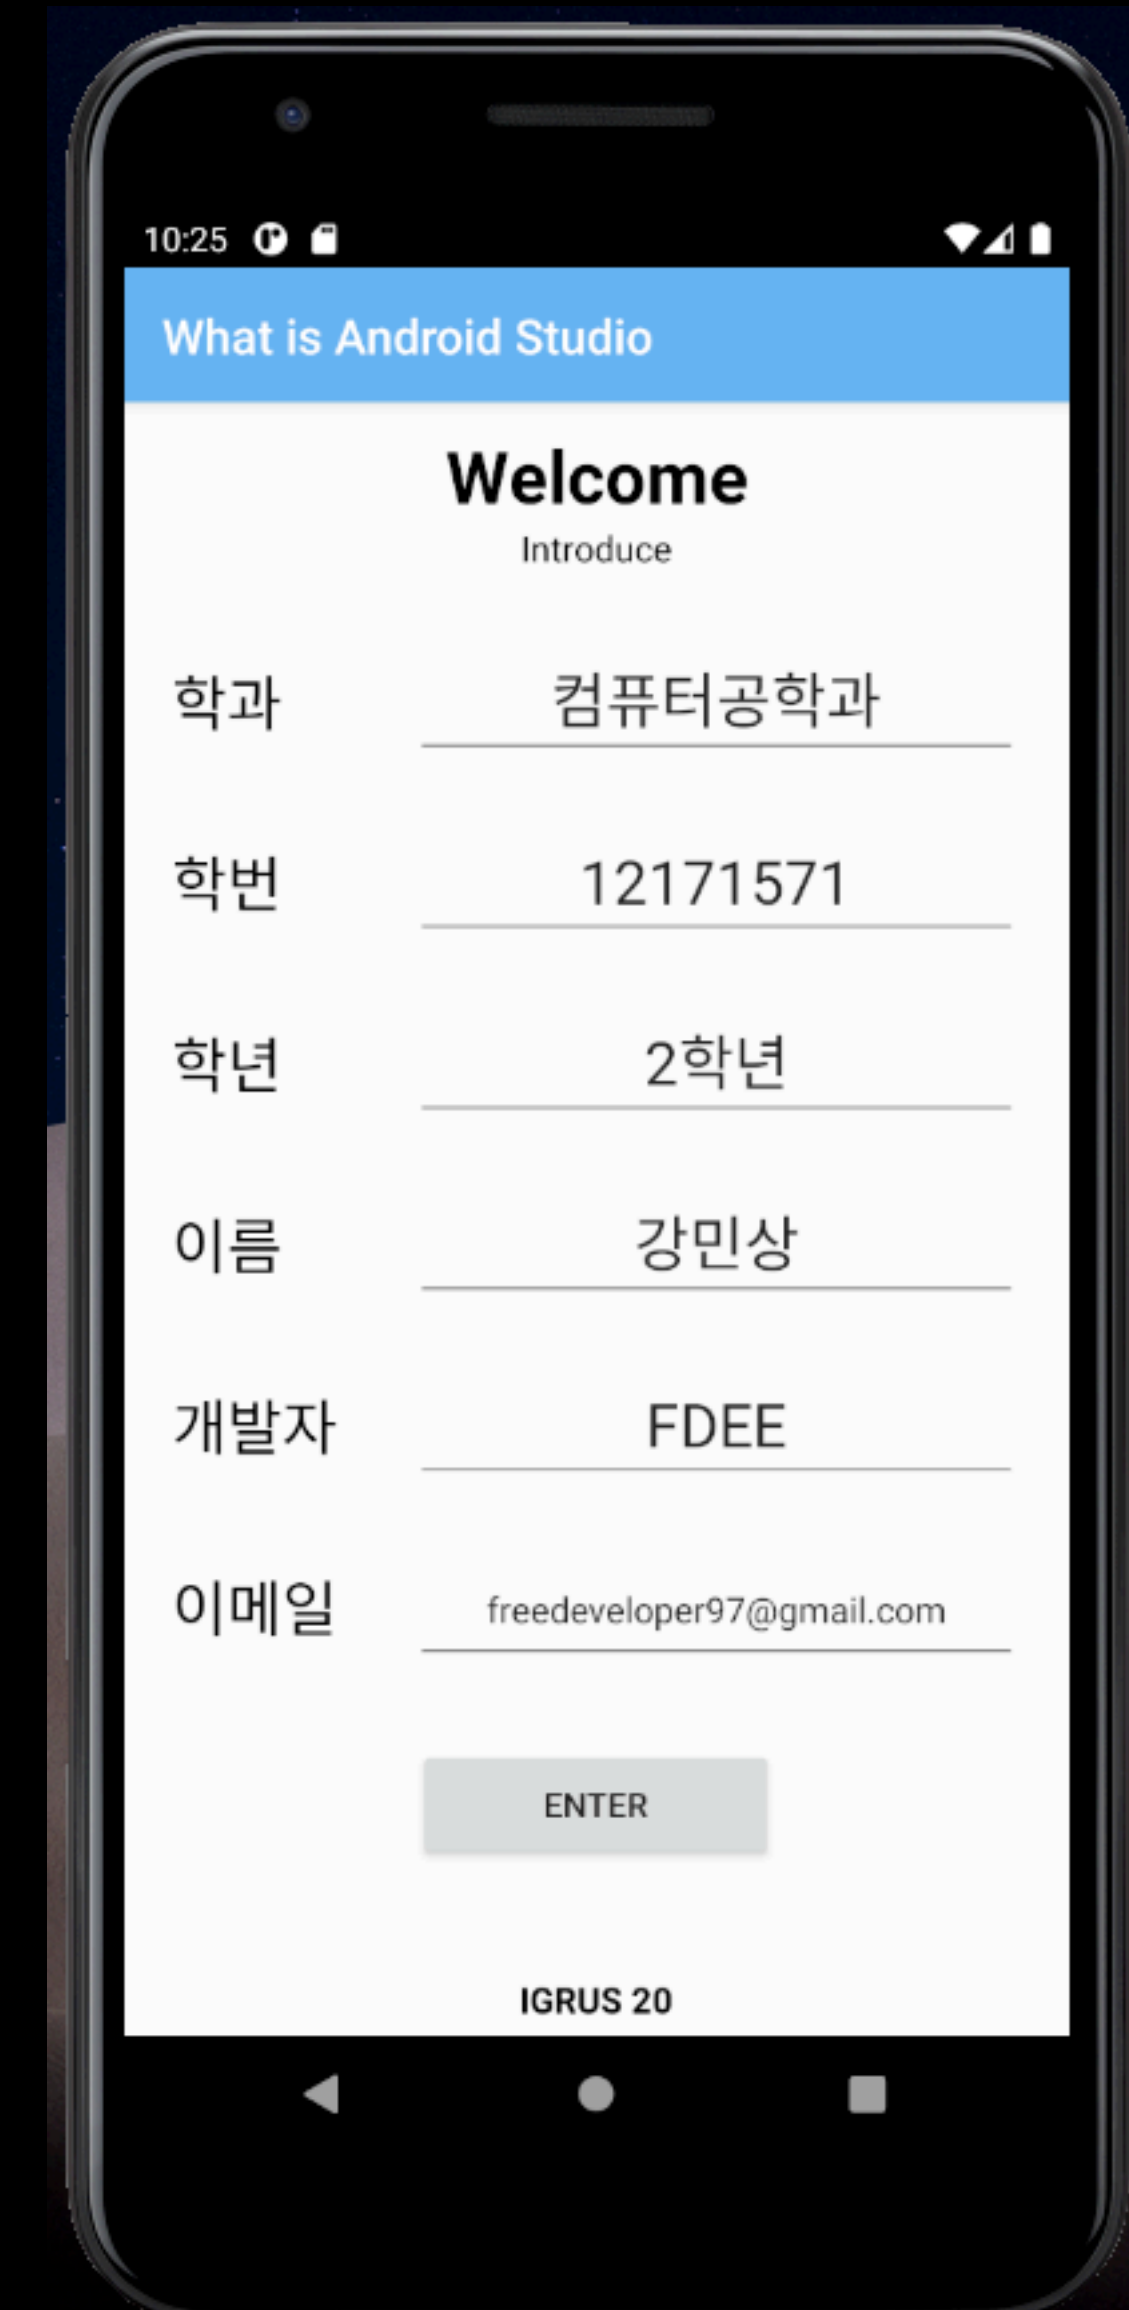 10:25
What is Android Studio
Welcome
Introduce
학과 컴퓨터공학과
학번 12171571
학년 2학년
이름 강민상
개발자 FDEE
이메일 freedeveloper97@gmail.com
ENTER
IGRUS 20